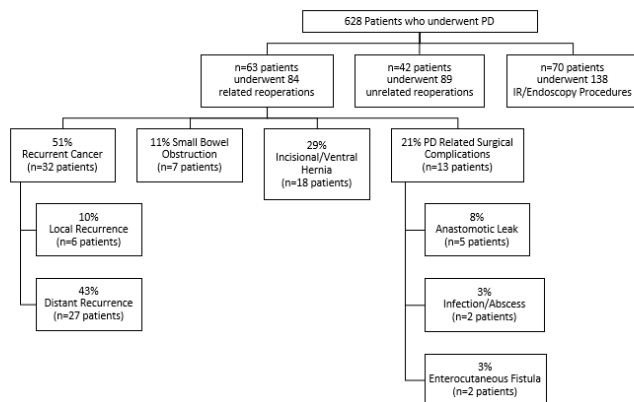 628 Patients who underwent PD
n=63 patients
underwent 84
related reoperations
n=42 patients
underwent 89
unrelated reoperations
n=70 patients
underwent 138
IR/Endoscopy Procedures
51%
Recurrent Cancer
(n=32 patients)
11% Small Bowel
Obstruction
(n=7 patients)
29%
Incisional/Ventral
Hernia
(n=18 patients)
21% PD Related Surgical
Complications
(n=13 patients)
10%
Local Recurrence
(n=6 patients)
43%
Distant Recurrence
(n=27 patients)
8%
Anastomotic Leak
(n=5 patients)
3%
Infection/Abscess
(n=2 patients)
3%
Enterocutaneous Fistula
(n=2 patients)